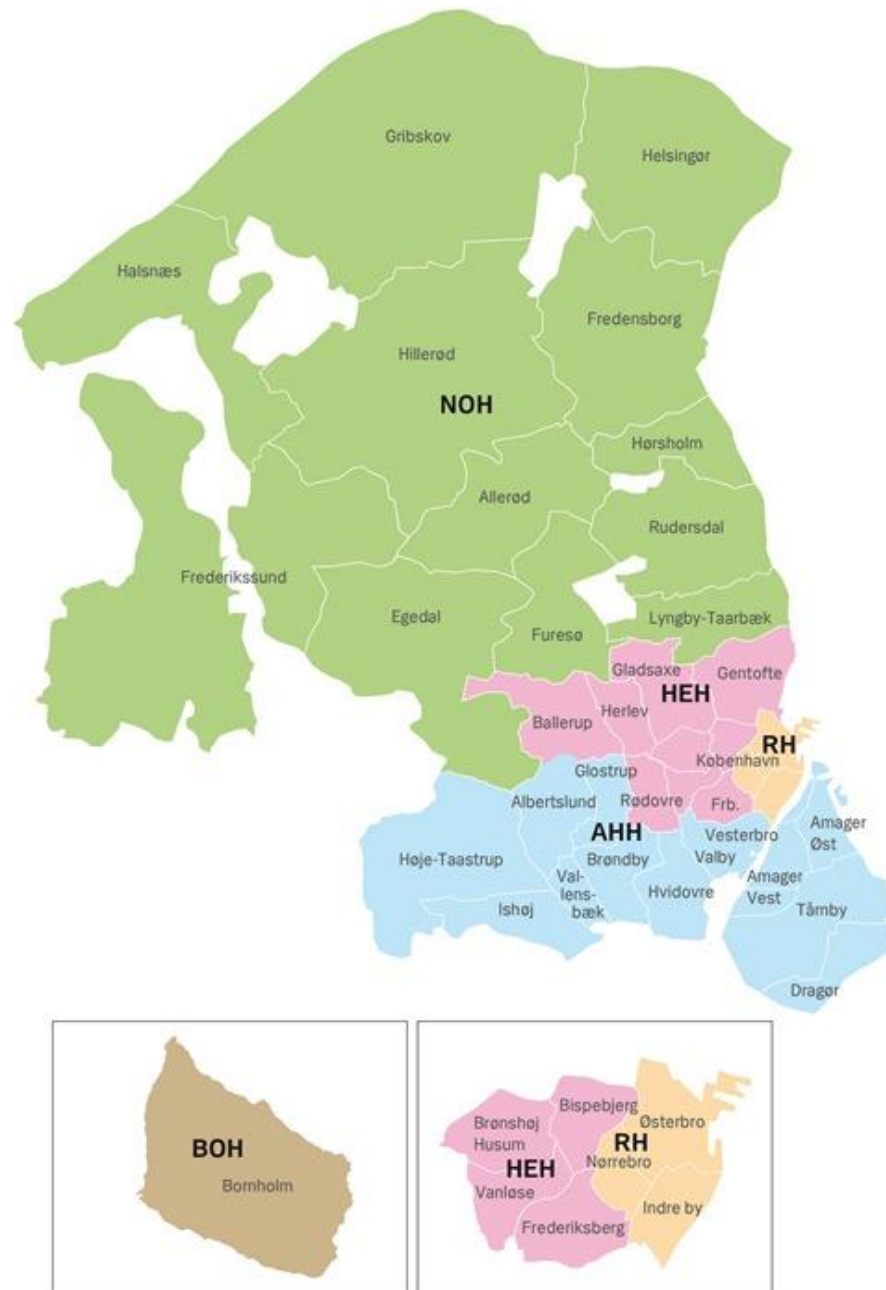 Gribskov
Helsingør
Halsnæs
Fredensborg
Hillerød
NOH
Hørsholm
Allerød
Rudersdal
Frederikssund
Egedal
Lyngby-Taarbæk
Furesø
Gladsaxe
Gentofte
HEH
Herlev
Ballerup
RH
København
Glostrup
Albertslund
Rødovre
Frb.
AHH
Vesterbro
Amager
Øst
Høje-Taastrup
Brøndby
Valby
Val-
lens-
bæk
Hvidovre
Amager
Vest
Ishøj
Tårnby
Dragør
BOH
Bornholm
Bispebjerg
Brønshøj
Husum
Østerbro
RH
HEH
Nørrebro
Vanløse
Indre by
Frederiksberg